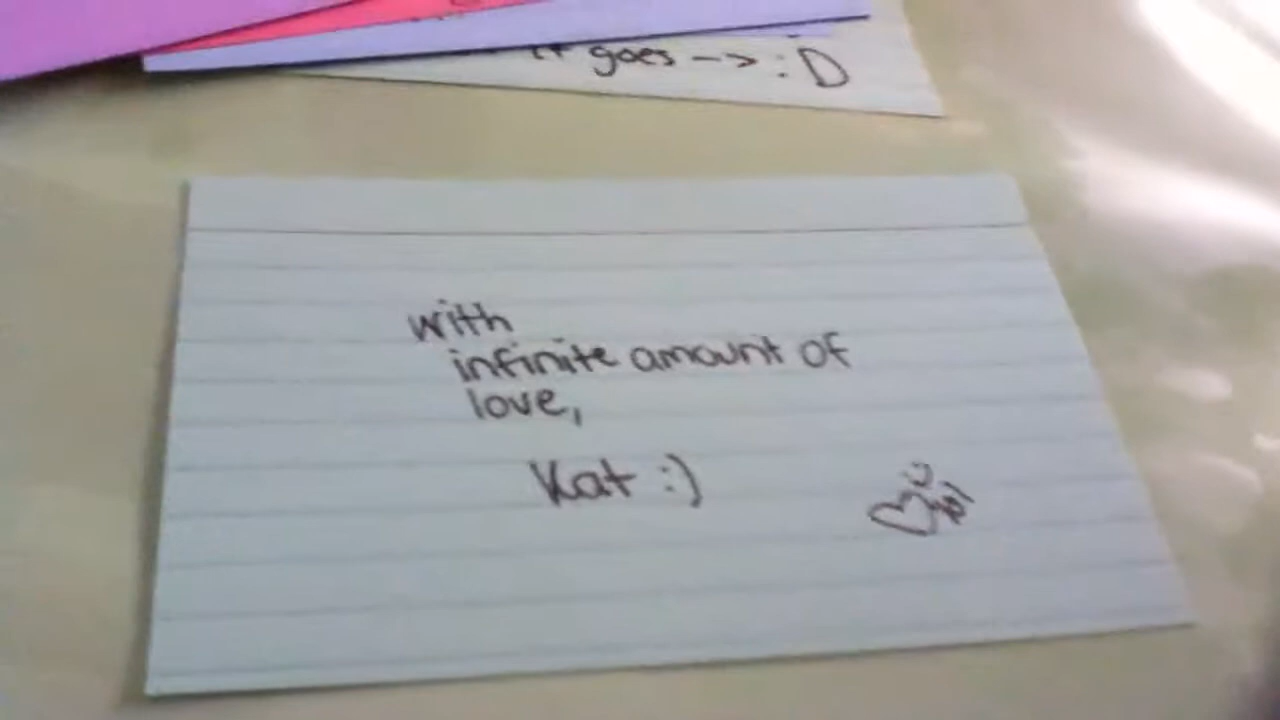 goes --> :D
with
infinite amount of
love,
Kat :)